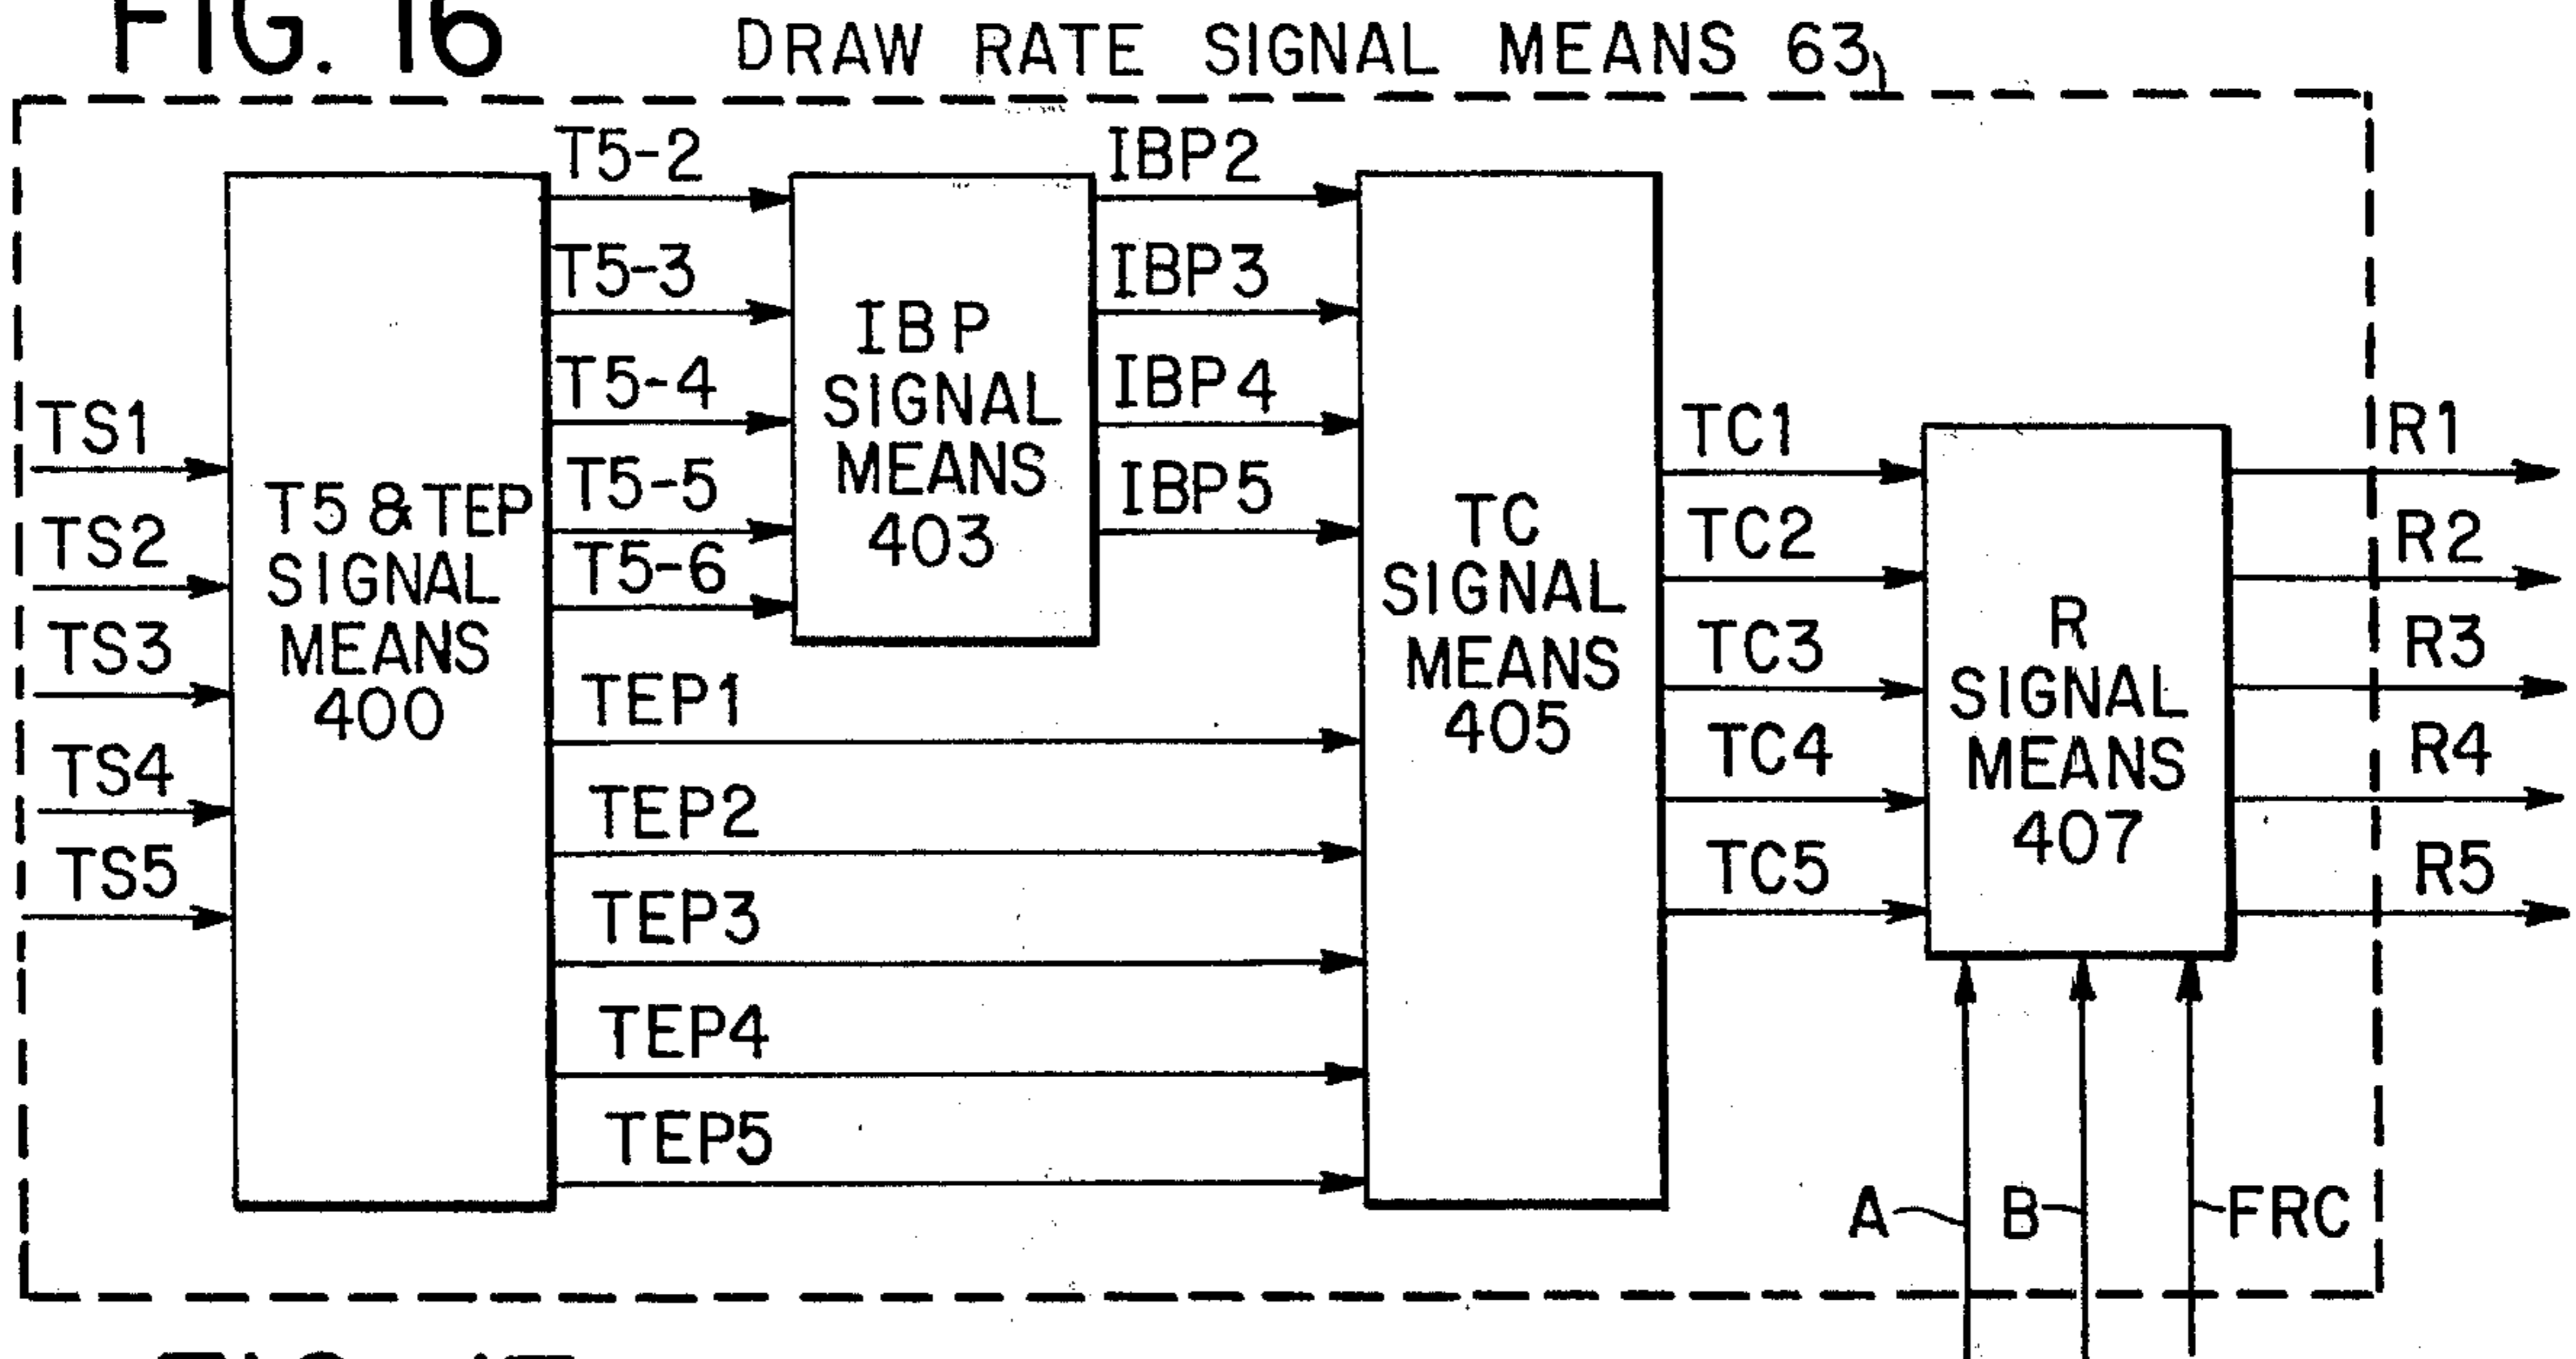 FIG. 16
DRAW RATE SIGNAL MEANS 63
TS1
TS2
TS3
TS4
TS5
T5 & TEP
SIGNAL
MEANS
400
T5-2
T5-3
T5-4
T5-5
T5-6
TEP1
TEP2
TEP3
TEP4
TEP5
IBP
SIGNAL
MEANS
403
IBP2
IBP3
IBP4
IBP5
TC
SIGNAL
MEANS
405
TC1
TC2
TC3
TC4
TC5
R
SIGNAL
MEANS
407
R1
R2
R3
R4
R5
A
B
FRC